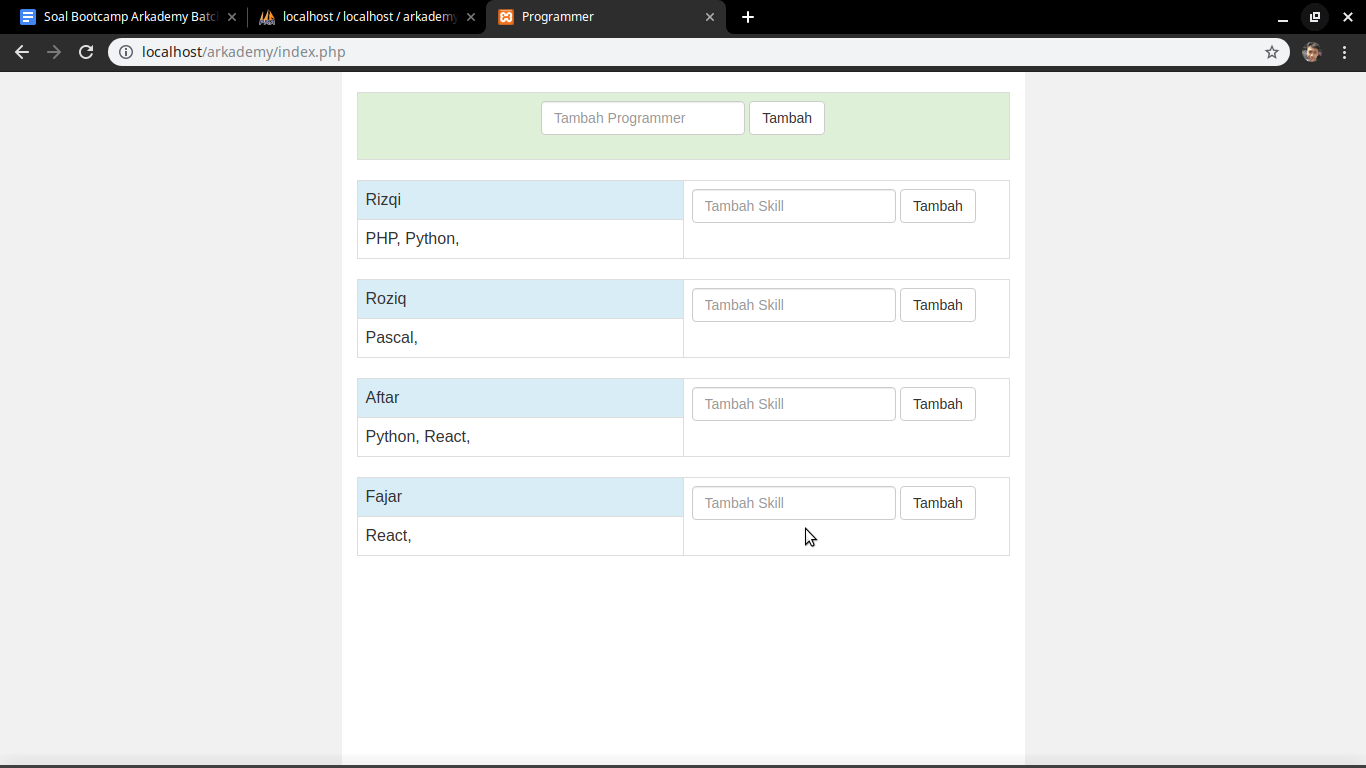 Soal Bootcamp Arkademy Batc
localhost / localhost / arkademy
Programmer
localhost/arkademy/index.php
Tambah Programmer
Tambah
Rizqi
Tambah Skill
Tambah
PHP, Python,
Roziq
Tambah Skill
Tambah
Pascal,
Aftar
Tambah Skill
Tambah
Python, React,
Fajar
Tambah Skill
Tambah
React,